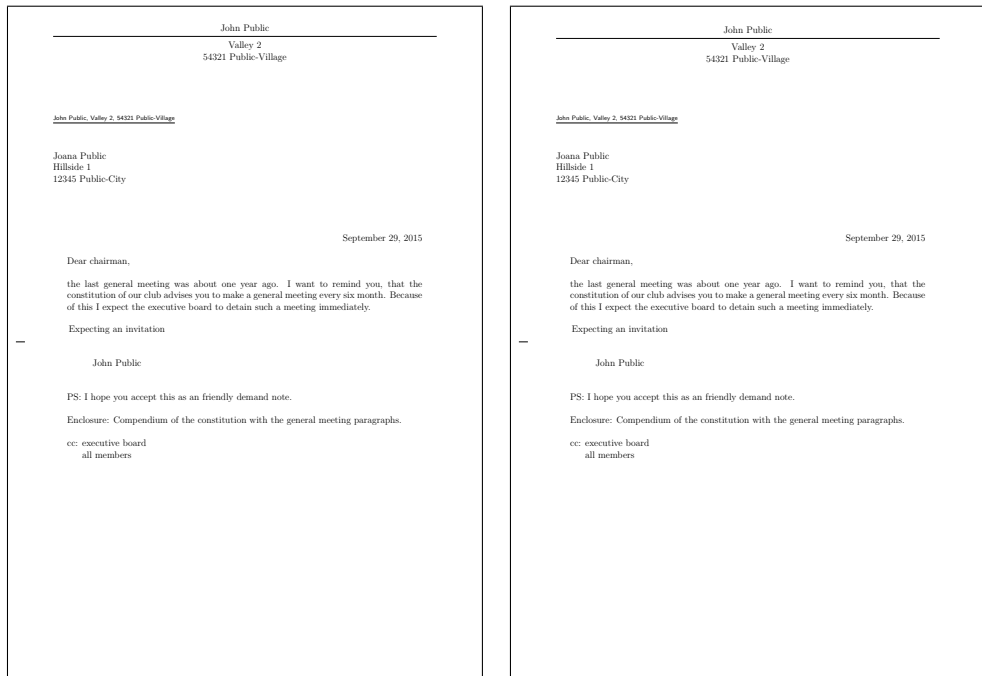 John Public
Valley 2
54321 Public-Village
John Public, Valley 2, 54321 Public-Village
Joana Public
Hillside 1
12345 Public-City
September 29, 2015
Dear chairman,
the last general meeting was about one year ago. I want to remind you, that the
constitution of our club advises you to make a general meeting every six month. Because
of this I expect the executive board to detain such a meeting immediately.
Expecting an invitation
John Public
PS: I hope you accept this as an friendly demand note.
Enclosure: Compendium of the constitution with the general meeting paragraphs.
cc: executive board
all members
John Public
Valley 2
54321 Public-Village
John Public, Valley 2, 54321 Public-Village
Joana Public
Hillside 1
12345 Public-City
September 29, 2015
Dear chairman,
the last general meeting was about one year ago. I want to remind you, that the
constitution of our club advises you to make a general meeting every six month. Because
of this I expect the executive board to detain such a meeting immediately.
Expecting an invitation
John Public
PS: I hope you accept this as an friendly demand note.
Enclosure: Compendium of the constitution with the general meeting paragraphs.
cc: executive board
all members